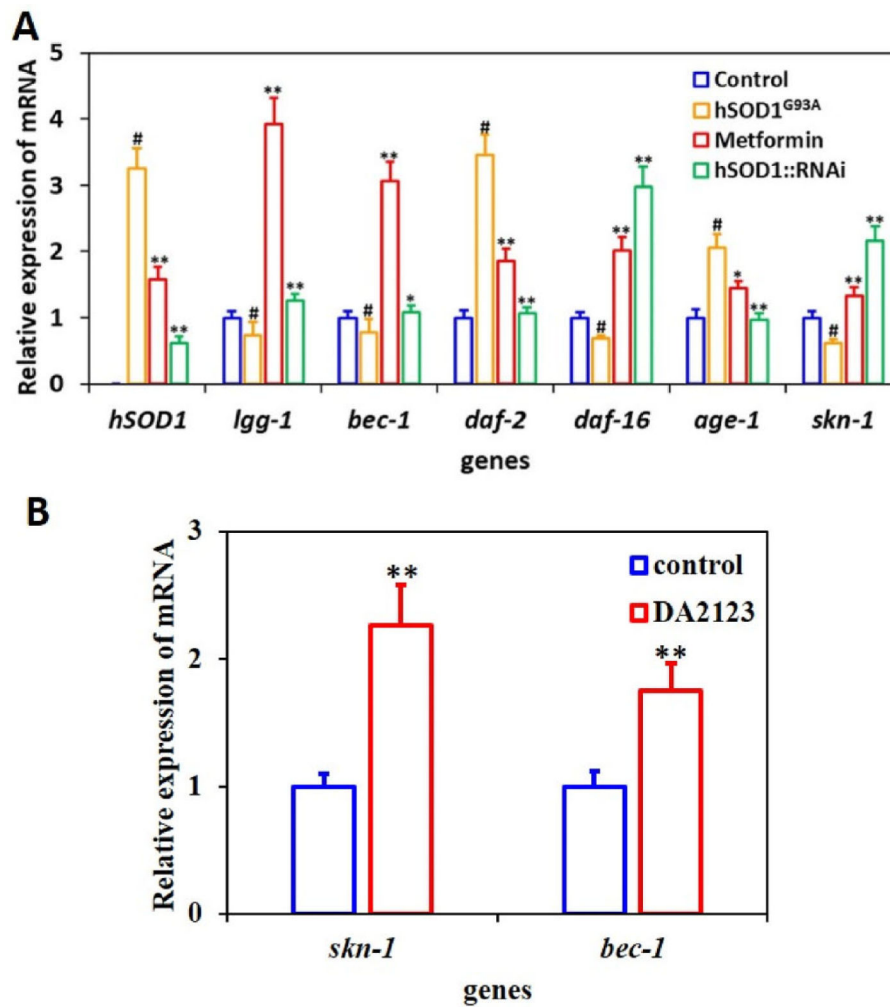 A
Relative expression of mRNA
5
4
3
2
1
0
Control
hSOD1G93A
Metformin
hSOD1::RNAi
#
**
**
#
**
**
#
**
*
#
**
**
#
**
**
#
*
**
#
**
**
hSOD1 lgg-1 bec-1 daf-2 daf-16 age-1 skn-1
genes
B
Relative expression of mRNA
3
2
1
0
control
DA2123
**
**
skn-1 bec-1
genes